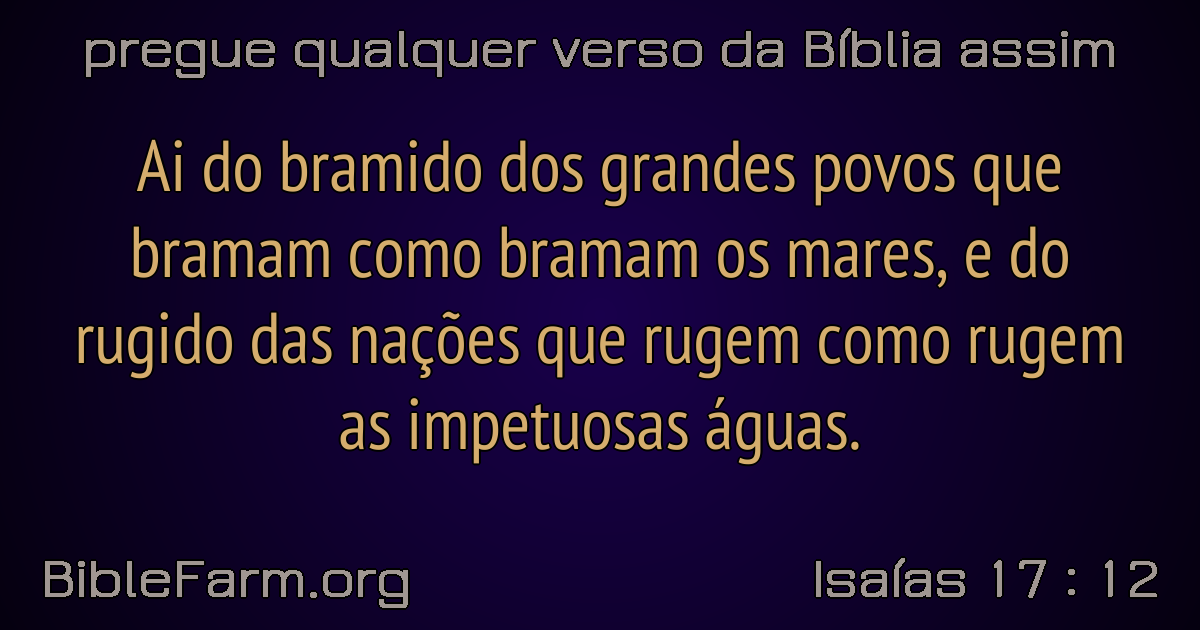 pregue qualquer verso da Bíblia assim
Ai do bramido dos grandes povos que
bramam como bramam os mares, e do
rugido das nações que rugem como rugem
as impetuosas águas.
BibleFarm.org
Isaías 17 : 12